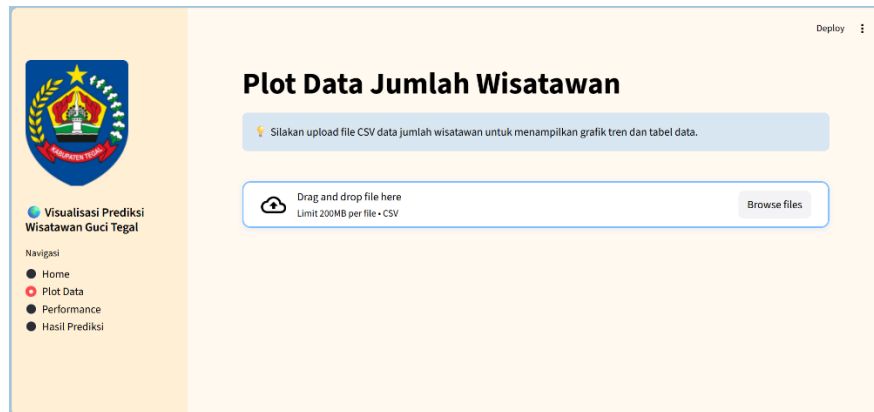 Deploy
KABUPATEN TEGAL
Visualisasi Prediksi
Wisatawan Guci Tegal
Navigasi
Home
Plot Data
Performance
Hasil Prediksi
Plot Data Jumlah Wisatawan
Silakan upload file CSV data jumlah wisatawan untuk menampilkan grafik tren dan tabel data.
Drag and drop file here
Limit 200MB per file • CSV
Browse files